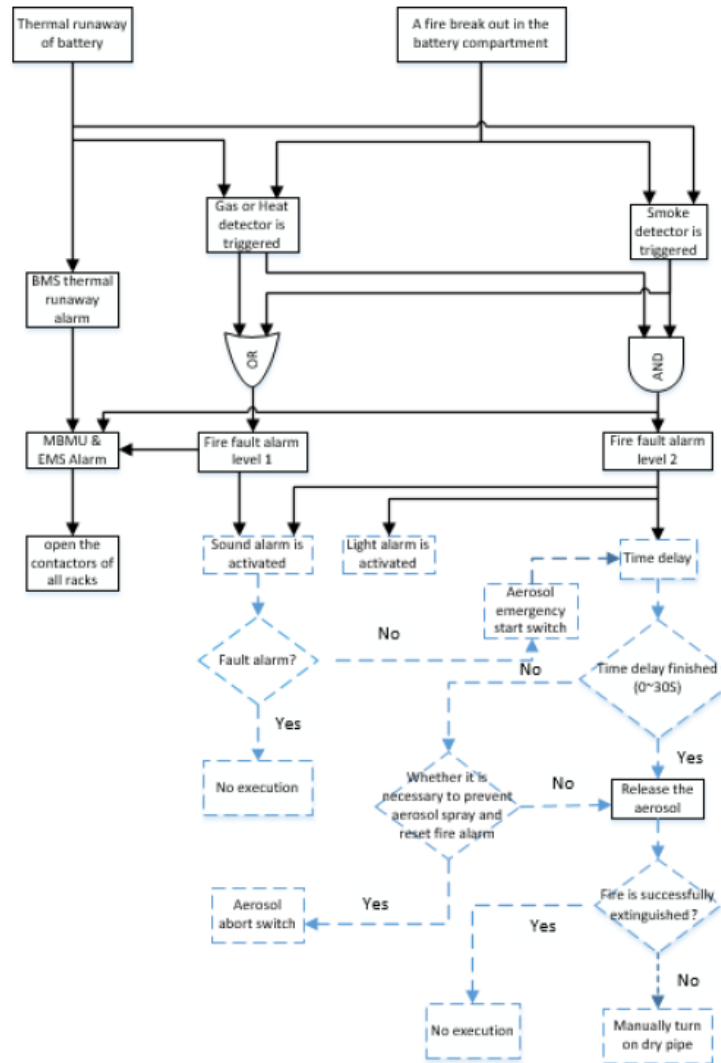 Thermal runaway
of battery
A fire break out in the
battery compartment
Gas or Heat
detector is
triggered
Smoke
detector is
triggered
BMS thermal
runaway
alarm
OR
AND
MBMU &
EMS Alarm
Fire fault alarm
level 1
Fire fault alarm
level 2
open the
contactors of
all racks
Sound alarm is
activated
Light alarm is
activated
Time delay
Aerosol
emergency
start switch
No
Fault alarm?
No
Time delay finished
(0~30S)
Yes
Yes
No execution
Whether it is
necessary to prevent
aerosol spray and
reset fire alarm
No
Release the
aerosol
Yes
Aerosol
abort switch
Fire is successfully
extinguished?
Yes
No
No execution
Manually turn
on dry pipe